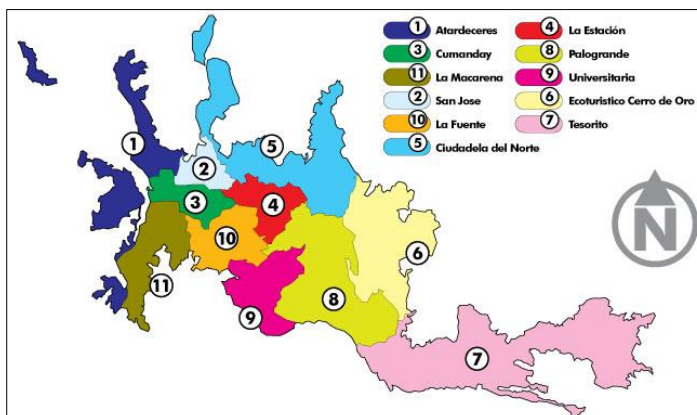 1 Atardeceres
3 Cumanday
11 La Macarena
2 San Jose
10 La Fuente
5 Ciudadela del Norte
4 La Estación
8 Palogrande
9 Universitaria
6 Ecoturistico Cerro de Oro
7 Tesorito
1
2
5
3
4
10
6
11
9
8
7
N